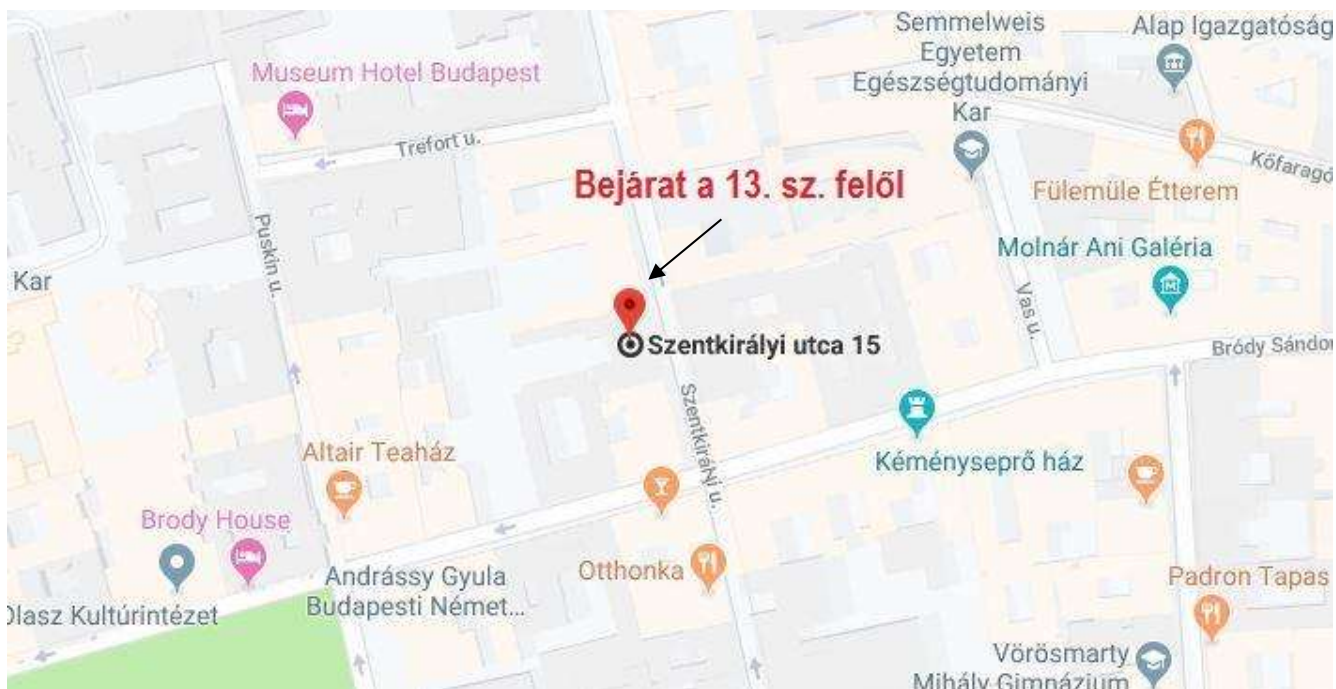 Semmelweis
Egyetem
Egészségtudományi
Kar
Alap Igazgatóság
Museum Hotel Budapest
Trefort u.
Kőfaragó
Bejárat a 13. sz. felől
Fülemüle Étterem
Puskin u.
Molnár Ani Galéria
Kar
Vas u.
Szentkirályi utca 15
Bródy Sándor
Szentkirályi u.
Altair Teaház
Kéményseprő ház
Brody House
Otthonka
Andrássy Gyula
Budapesti Német...
Padron Tapas
Olasz Kultúrintézet
Vörösmarty
Mihály Gimnázium